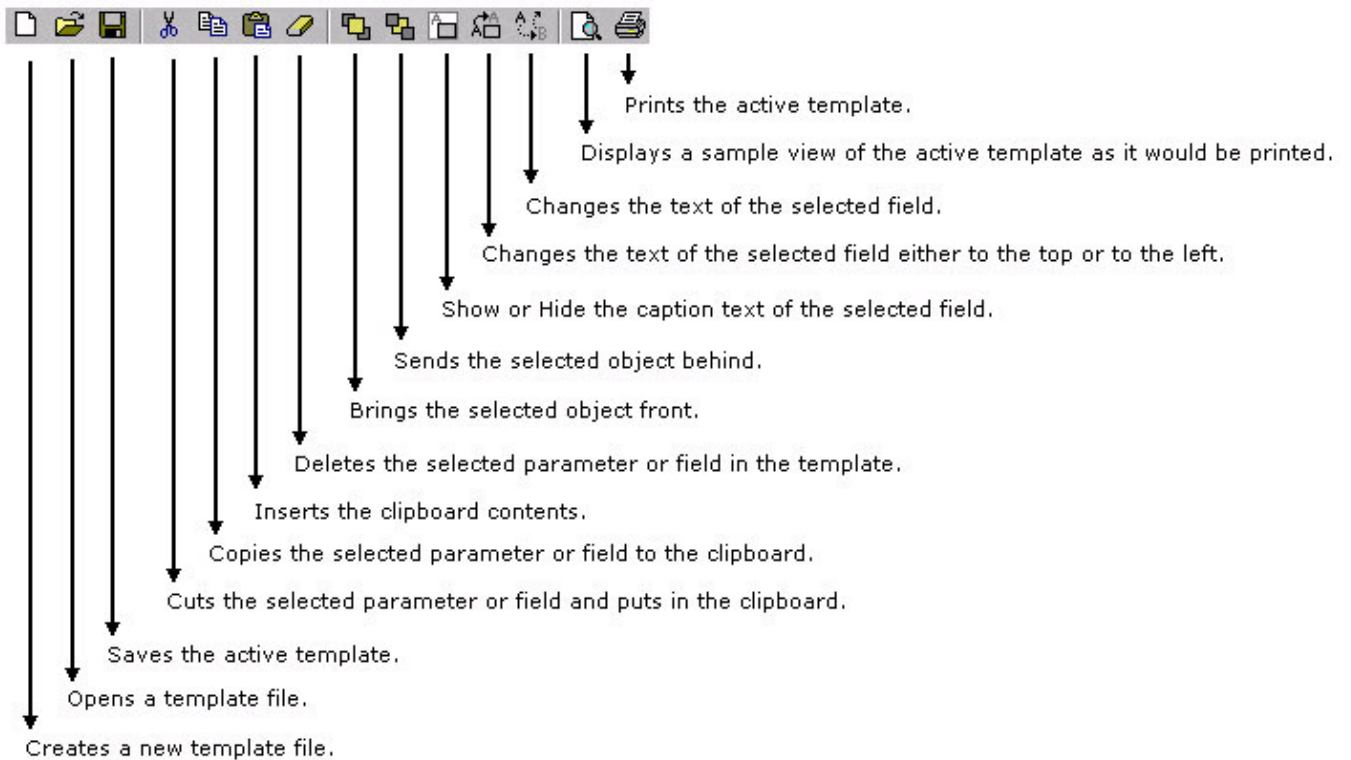 Prints the active template.
Displays a sample view of the active template as it would be printed.
Changes the text of the selected field.
Changes the text of the selected field either to the top or to the left.
Show or Hide the caption text of the selected field.
Sends the selected object behind.
Brings the selected object front.
Deletes the selected parameter or field in the template.
Inserts the clipboard contents.
Copies the selected parameter or field to the clipboard.
Cuts the selected parameter or field and puts in the clipboard.
Saves the active template.
Opens a template file.
Creates a new template file.